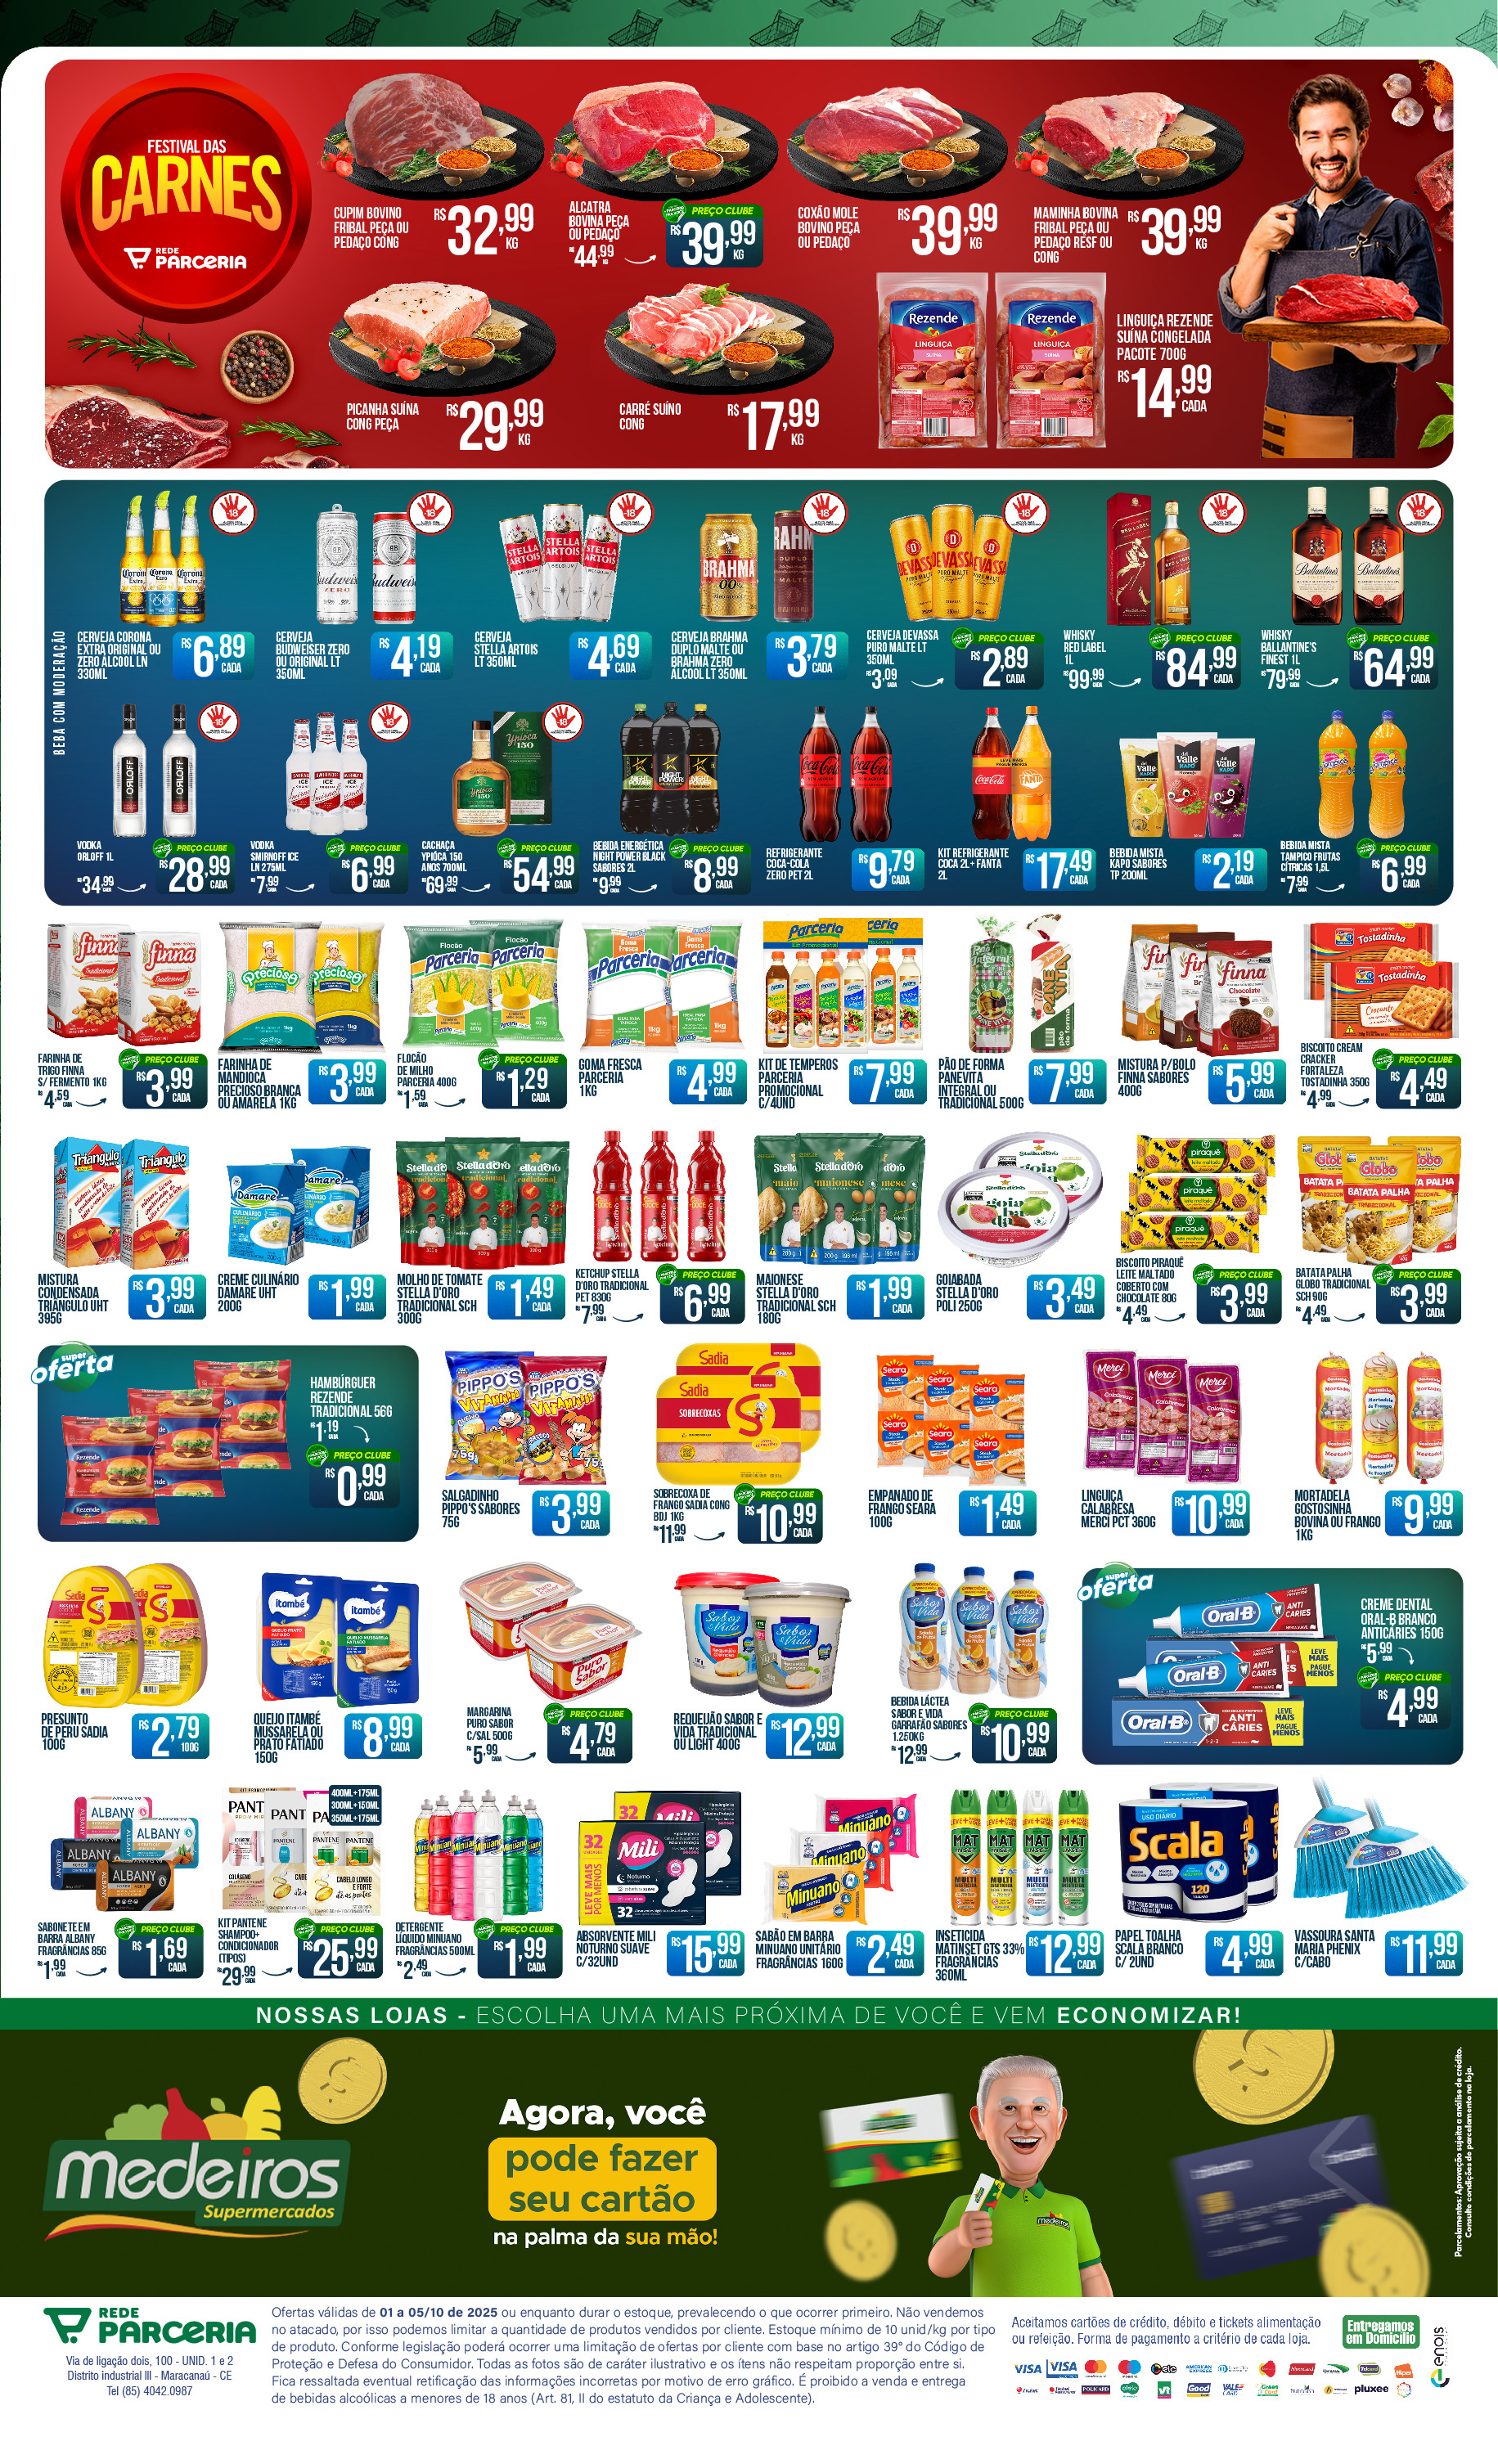 FESTIVAL DAS
CARNES
REDE
PARCERIA
CUPIM BOVINO
FRIBAL PEÇA OU
PEDAÇO CONG
R$32,99
KG
ALCATRA
BOVINA PEÇA
OU PEDAÇO
R$44,99
KG
PREÇO CLUBE
R$39,99
KG
COXÃO MOLE
BOVINO PEÇA
OU PEDAÇO
R$39,99
KG
MAMINHA BOVINA
FRIBAL PEÇA OU
PEDAÇO RESF OU
CONG
R$39,99
KG
PICANHA SUÍNA
CONG PEÇA
R$29,99
KG
CARRÉ SUÍNO
CONG
R$17,99
KG
Rezende
LINGUIÇA
Rezende
LINGUIÇA
LINGUIÇA REZENDE
SUÍNA CONGELADA
PACOTE 700G
R$14,99
CADA
BEBA COM MODERAÇÃO
CERVEJA CORONA
EXTRA ORIGINAL OU
ZERO ÁLCOOL LN
330ML
R$6,89
CADA
CERVEJA
BUDWEISER ZERO
OU ORIGINAL LT
350ML
R$4,19
CADA
CERVEJA
STELLA ARTOIS
LT 350ML
R$4,69
CADA
CERVEJA BRAHMA
DUPLO MALTE OU
BRAHMA ZERO
ÁLCOOL LT 350ML
R$3,79
CADA
CERVEJA DEVASSA
PURO MALTE LT
350ML
R$3,09
CADA
PREÇO CLUBE
R$2,89
CADA
WHISKY
RED LABEL
1L
R$99,99
CADA
PREÇO CLUBE
R$84,99
CADA
WHISKY
BALLANTINE'S
FINEST 1L
R$79,99
CADA
PREÇO CLUBE
R$64,99
CADA
VODKA
ORLOFF 1L
R$34,99
CADA
PREÇO CLUBE
R$28,99
CADA
VODKA
SMIRNOFF ICE
LN 275ML
R$7,99
CADA
PREÇO CLUBE
R$6,99
CADA
CACHAÇA
YPIÓCA 150
ANOS 700ML
R$69,99
CADA
PREÇO CLUBE
R$54,99
CADA
BEBIDA ENERGÉTICA
NIGHT POWER BLACK
SABORES 2L
R$9,99
CADA
PREÇO CLUBE
R$8,99
CADA
REFRIGERANTE
COCA-COLA
ZERO PET 2L
R$9,79
CADA
KIT REFRIGERANTE
COCA 2L + FANTA
2L
R$17,49
CADA
BEBIDA MISTA
KAPO SABORES
TP 200ML
R$2,19
CADA
BEBIDA MISTA
TAMPICO FRUTAS
CÍTRICAS 1,5L
R$7,99
CADA
PREÇO CLUBE
R$6,99
CADA
FARINHA DE
TRIGO FINNA
S/ FERMENTO 1KG
R$4,59
CADA
PREÇO CLUBE
R$3,99
CADA
FARINHA DE
MANDIOCA
PRECIOSO BRANCA
OU AMARELA 1KG
R$3,99
CADA
FLOCÃO
DE MILHO
PARCERIA 400G
R$1,59
CADA
PREÇO CLUBE
R$1,29
CADA
GOMA FRESCA
PARCERIA
1KG
R$4,99
CADA
KIT DE TEMPEROS
PARCERIA
PROMOCIONAL
C/4UND
R$7,99
CADA
PÃO DE FORMA
PANEVITA
INTEGRAL OU
TRADICIONAL 500G
R$7,99
CADA
MISTURA P/BOLO
FINNA SABORES
400G
R$5,99
CADA
BISCOITO CREAM
CRACKER
FORTALEZA
TOSTADINHA 350G
R$4,99
CADA
PREÇO CLUBE
R$4,49
CADA
MISTURA
CONDENSADA
TRIANGULO UHT
395G
R$3,99
CADA
CREME CULINÁRIO
DAMARE UHT
200G
R$1,99
CADA
MOLHO DE TOMATE
STELLA D'ORO
TRADICIONAL SCH
300G
R$1,49
CADA
KETCHUP STELLA
D'ORO TRADICIONAL
PET 830G
R$7,99
CADA
PREÇO CLUBE
R$6,99
CADA
MAIONESE
STELLA D'ORO
TRADICIONAL SCH
180G
R$1,99
CADA
GOIABADA
STELLA D'ORO
POLI 250G
R$3,49
CADA
BISCOITO PIRAQUÊ
LEITE MALTADO
COBERTO COM
CHOCOLATE 80G
R$4,49
CADA
PREÇO CLUBE
R$3,99
CADA
BATATA PALHA
GLOBO TRADICIONAL
SCH 90G
R$4,49
CADA
PREÇO CLUBE
R$3,99
CADA
super
oferta
HAMBÚRGUER
REZENDE
TRADICIONAL 56G
R$1,19
CADA
PREÇO CLUBE
R$0,99
CADA
SALGADINHO
PIPPO'S SABORES
75G
R$3,99
CADA
SOBRECOXA DE
FRANGO SADIA CONG
BDJ 1KG
R$11,99
CADA
PREÇO CLUBE
R$10,99
CADA
EMPANADO DE
FRANGO SEARA
100G
R$1,49
CADA
LINGUIÇA
CALABRESA
MERCI PCT 360G
R$10,99
CADA
MORTADELA
GOSTOSINHA
BOVINA OU FRANGO
1KG
R$9,99
CADA
PRESUNTO
DE PERU SADIA
100G
R$2,79
100G
QUEIJO ITAMBÉ
MUSSARELA OU
PRATO FATIADO
150G
R$8,99
CADA
MARGARINA
PURO SABOR
C/SAL 500G
R$5,99
CADA
PREÇO CLUBE
R$4,79
CADA
REQUEIJÃO SABOR E
VIDA TRADICIONAL
OU LIGHT 400G
R$12,99
CADA
BEBIDA LÁCTEA
SABOR E VIDA
GARRAFÃO SABORES
1.250KG
R$12,99
CADA
PREÇO CLUBE
R$10,99
CADA
super
oferta
CREME DENTAL
ORAL-B BRANCO
ANTICARIES 150G
R$5,99
CADA
PREÇO CLUBE
R$4,99
CADA
SABONETE EM
BARRA ALBANY
FRAGRÂNCIAS 85G
R$1,99
CADA
PREÇO CLUBE
R$1,69
CADA
400ML+175ML
300ML+150ML
350ML+175ML
KIT PANTENE
SHAMPOO+
CONDICIONADOR
(TIPOS)
R$29,99
CADA
PREÇO CLUBE
R$25,99
CADA
DETERGENTE
LÍQUIDO MINUANO
FRAGRÂNCIAS 500ML
R$2,49
CADA
PREÇO CLUBE
R$1,99
CADA
ABSORVENTE MILI
NOTURNO SUAVE
C/32UND
R$15,99
CADA
SABÃO EM BARRA
MINUANO UNITÁRIO
FRAGRÂNCIAS 160G
R$2,49
CADA
INSETICIDA
MATINSET GTS 33%
FRAGRÂNCIAS
360ML
R$12,99
CADA
PAPEL TOALHA
SCALA BRANCO
C/ 2UND
R$4,99
CADA
VASSOURA SANTA
MARIA PHENIX
C/CABO
R$11,99
CADA
NOSSAS LOJAS - ESCOLHA UMA MAIS PRÓXIMA DE VOCÊ E VEM ECONOMIZAR!
medeiros
Supermercados
Agora, você
pode fazer
seu cartão
na palma da sua mão!
medeiros
Parcelamentos: Aprovação sujeita a análise de crédito.
Consulte condições de parcelamento na loja.
REDE
PARCERIA
Via de ligação dois, 100 - UNID. 1 e 2
Distrito industrial III - Maracanaú - CE
Tel (85) 4042.0987
Ofertas válidas de 01 a 05/10 de 2025 ou enquanto durar o estoque, prevalecendo o que ocorrer primeiro. Não vendemos
no atacado, por isso podemos limitar a quantidade de produtos vendidos por cliente. Estoque mínimo de 10 unid/kg por tipo
de produto. Conforme legislação poderá ocorrer uma limitação de ofertas por cliente com base no artigo 39º do Código de
Proteção e Defesa do Consumidor. Todas as fotos são de caráter ilustrativo e os ítens não respeitam proporção entre si.
Fica ressaltada eventual retificação das informações incorretas por motivo de erro gráfico. É proibido a venda e entrega
de bebidas alcoólicas a menores de 18 anos (Art. 81, II do estatuto da Criança e Adolescente).
Aceitamos cartões de crédito, débito e tickets alimentação
ou refeição. Forma de pagamento a critério de cada loja.
Entregamos
em Domicílio
enois